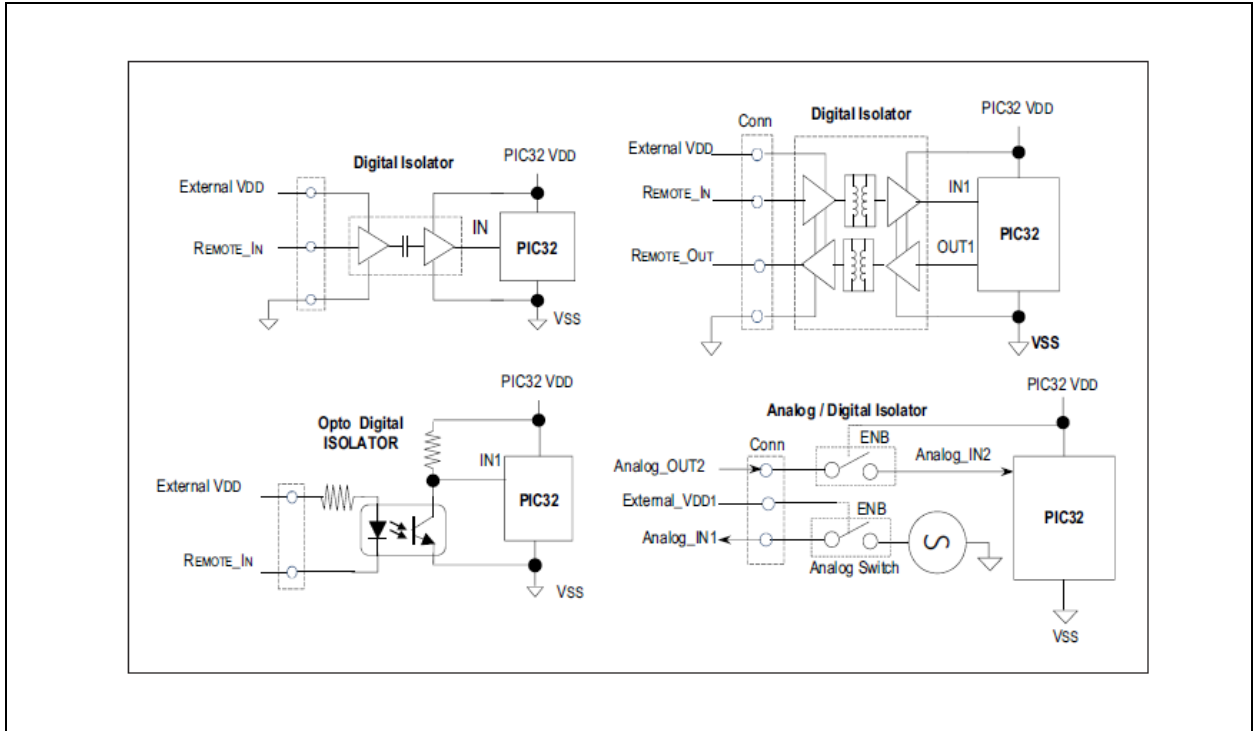 Digital Isolator
PIC32 VDD
External VDD
REMOTE_IN
IN
PIC32
VSS
Conn
Digital Isolator
PIC32 VDD
External VDD
REMOTE_IN
IN1
PIC32
REMOTE_OUT
OUT1
VSS
PIC32 VDD
Opto Digital
ISOLATOR
IN1
External VDD
PIC32
REMOTE_IN
VSS
PIC32 VDD
Analog / Digital Isolator
Conn
ENB
Analog_OUT2
Analog_IN2
External_VDD1
ENB
PIC32
Analog_IN1
Analog Switch
VSS